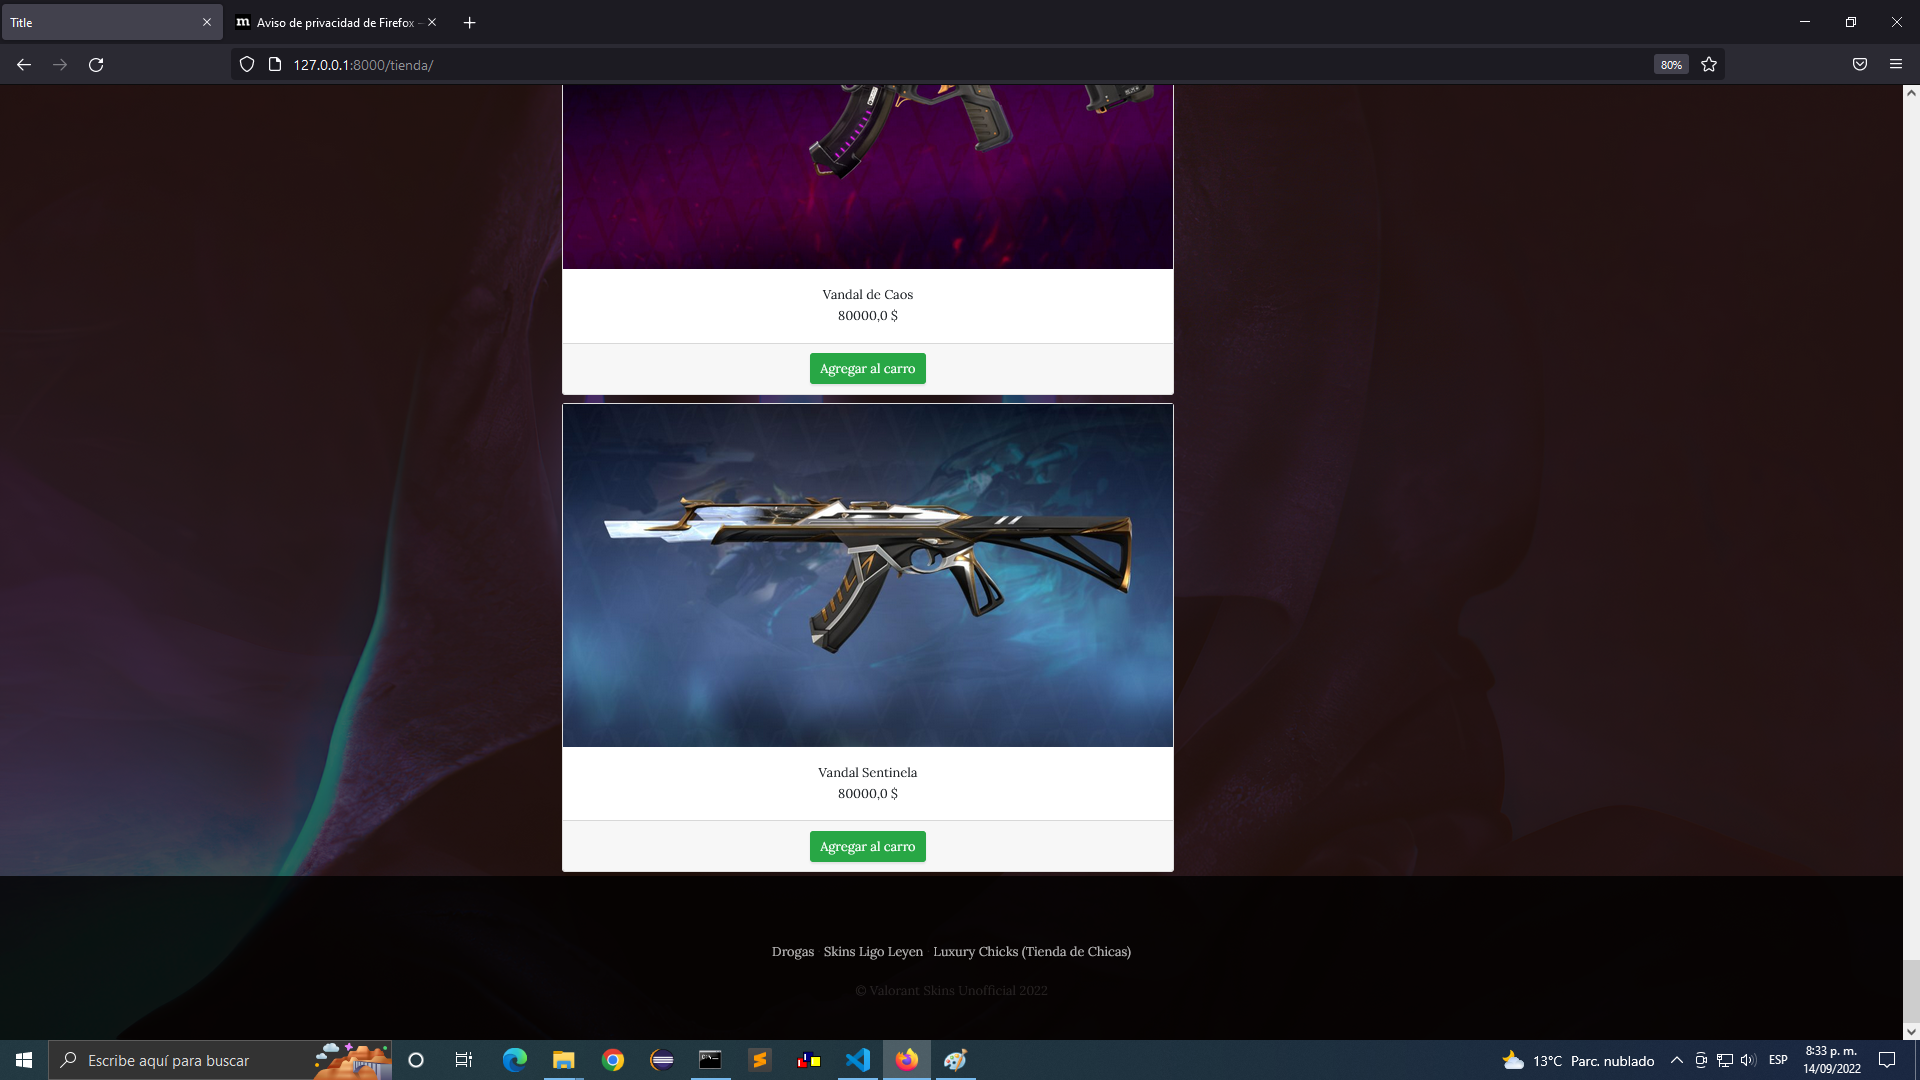 Title
m Aviso de privacidad de Firefox
127.0.0.1:8000/tienda/
80%
Vandal de Caos
80000,0 $
Agregar al carro
Vandal Sentinela
80000,0 $
Agregar al carro
Drogas · Skins Ligo Leyen · Luxury Chicks (Tienda de Chicas)
© Valorant Skins Unofficial 2022
Escribe aquí para buscar
13°C Parc. nublado
ESP
8:33 p. m.
14/09/2022